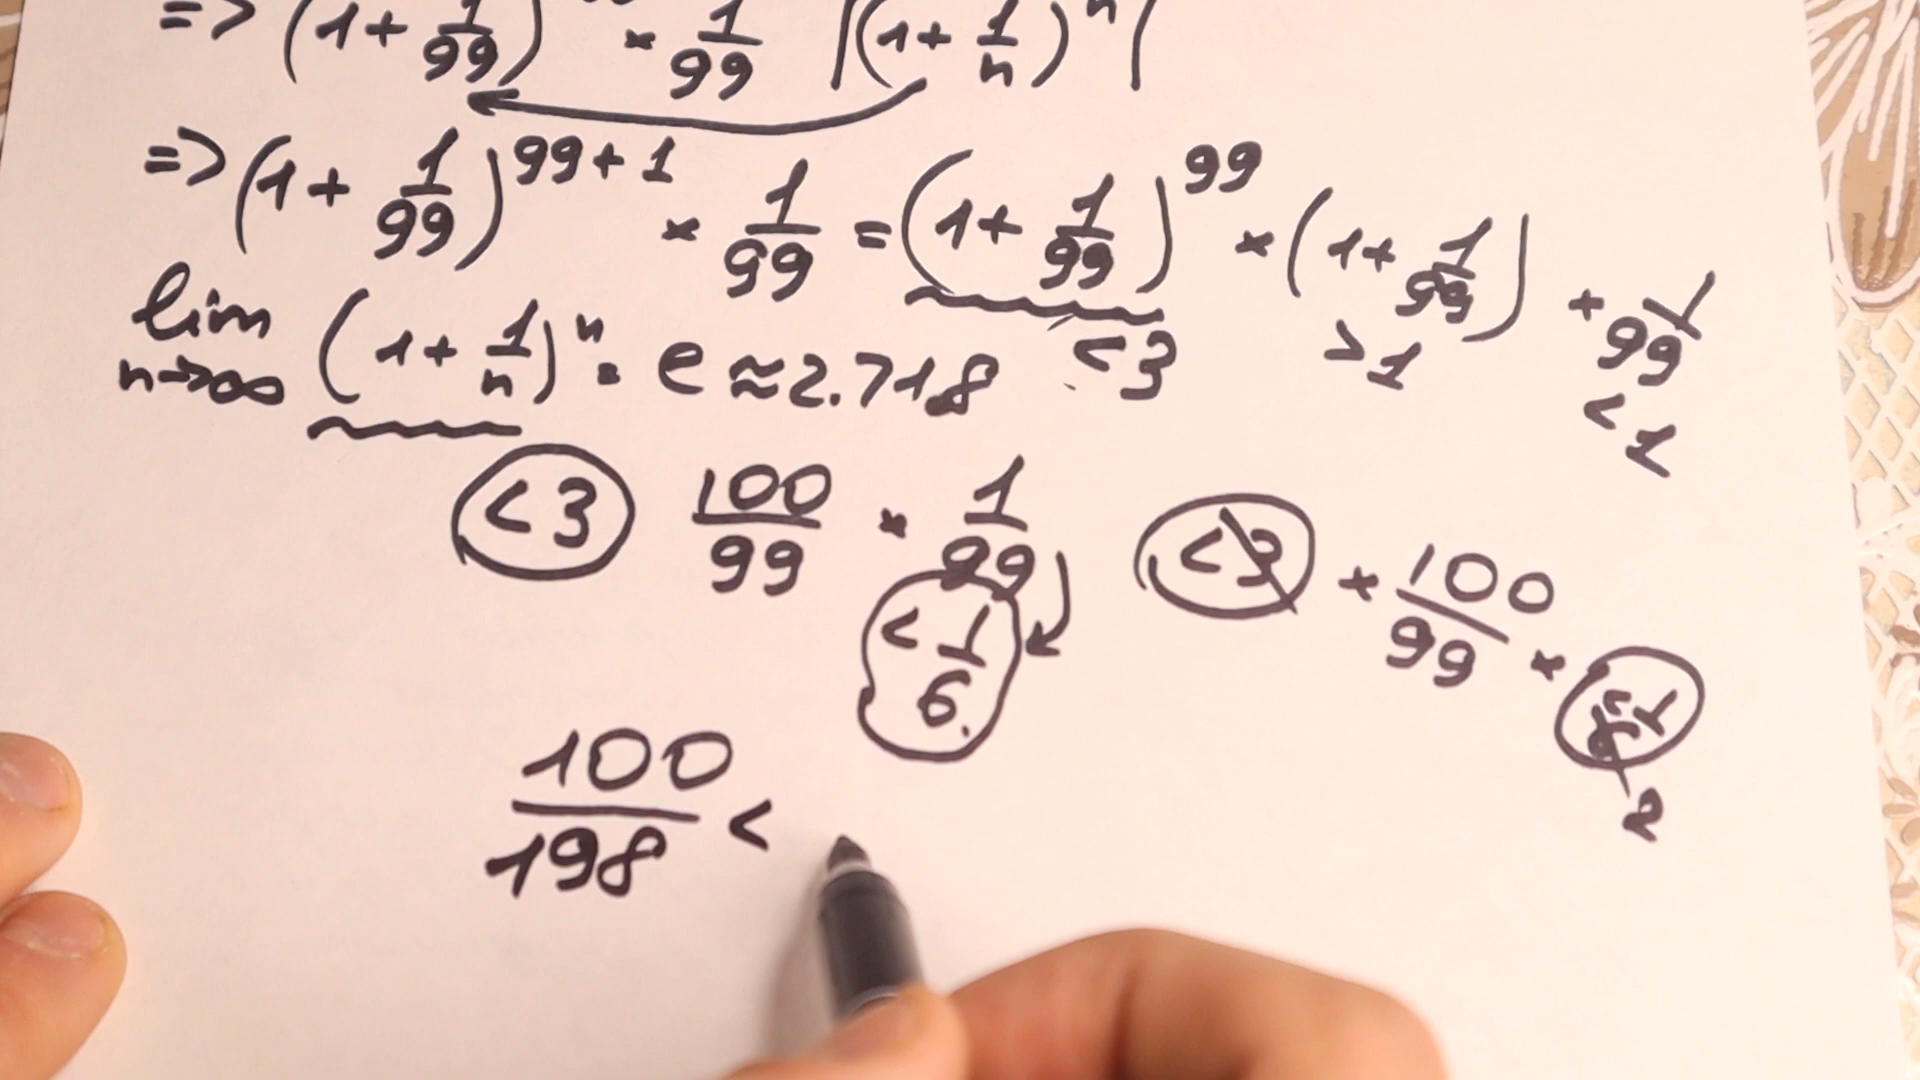 => (1 + 1/99) * 1/99 |(1 + 1/n)^n|
=> (1 + 1/99)^99+1 * 1/99 = (1 + 1/99)^99 * (1 + 1/99) * 1/99
<3 >1 <1
lim n→∞ (1 + 1/n)^n = e ≈ 2.718
<3 100/99 * 1/99 <3 * 100/99 * <1/6
<1/6 2
100/198 <